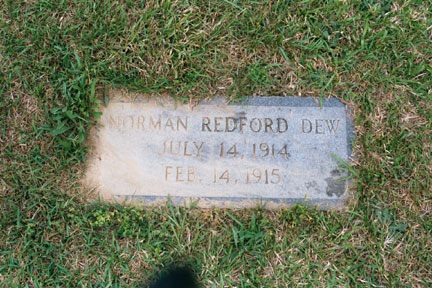 NORMAN REDFORD DEW
JULY 14, 1914
FEB. 14, 1915